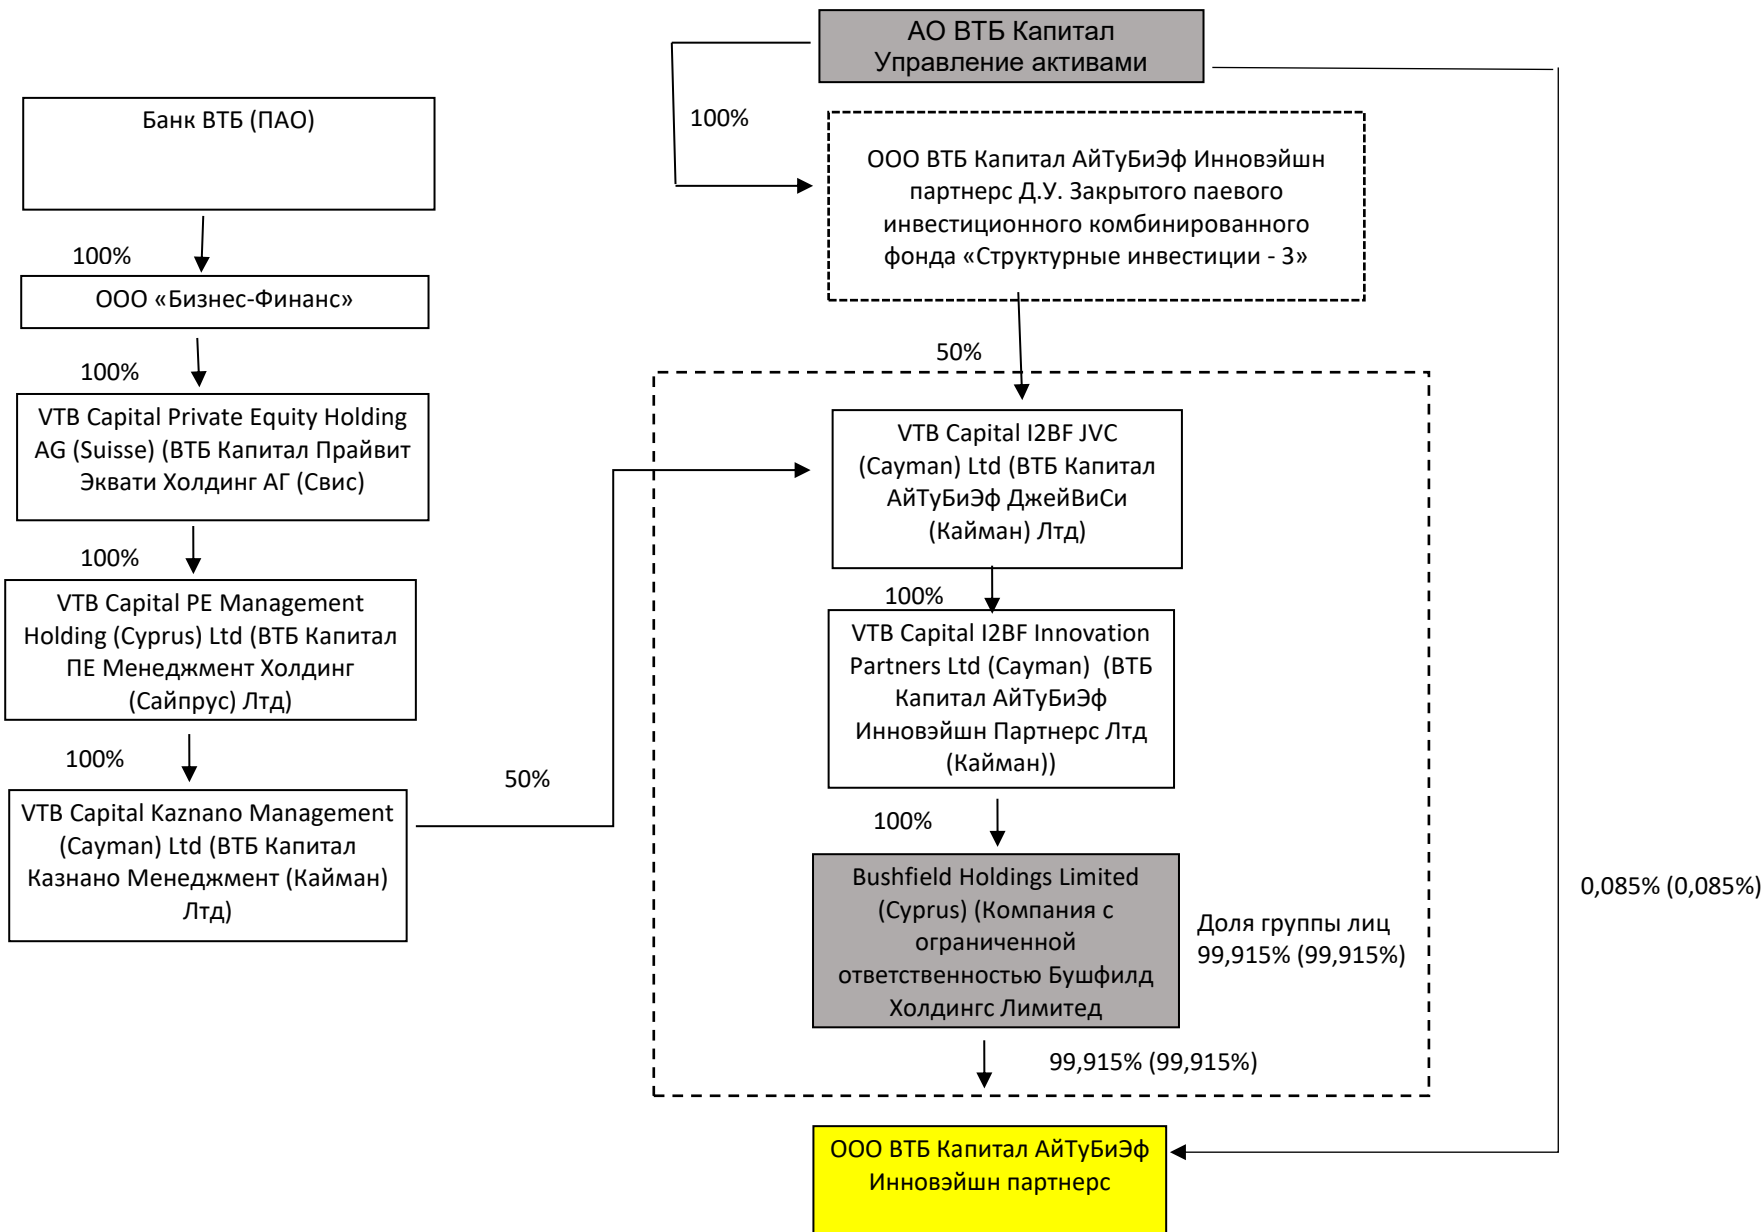 АО ВТБ Капитал
Управление активами
Банк ВТБ (ПАО)
100%
ООО ВТБ Капитал АйТуБиЭф Инновэйшн
партнерс Д.У. Закрытого паевого
инвестиционного комбинированного
фонда «Структурные инвестиции - 3»
100%
ООО «Бизнес-Финанс»
50%
100%
VTB Capital Private Equity Holding
AG (Suisse) (ВТБ Капитал Прайвит
Эквати Холдинг АГ (Свис)
VTB Capital I2BF JVC
(Cayman) Ltd (ВТБ Капитал
АйТуБиЭф ДжейВиСи
(Кайман) Лтд)
100%
VTB Capital PE Management
Holding (Cyprus) Ltd (ВТБ Капитал
ПЕ Менеджмент Холдинг
(Сайпрус) Лтд)
100%
VTB Capital I2BF Innovation
Partners Ltd (Cayman) (ВТБ
Капитал АйТуБиЭф
Инновэйшн Партнерс Лтд
(Кайман))
100%
50%
VTB Capital Kaznano Management
(Cayman) Ltd (ВТБ Капитал
Казнано Менеджмент (Кайман)
Лтд)
100%
Bushfield Holdings Limited
(Cyprus) (Компания с
ограниченной
ответственностью Бушфилд
Холдингс Лимитед
Доля группы лиц
99,915% (99,915%)
0,085% (0,085%)
99,915% (99,915%)
ООО ВТБ Капитал АйТуБиЭф
Инновэйшн партнерс